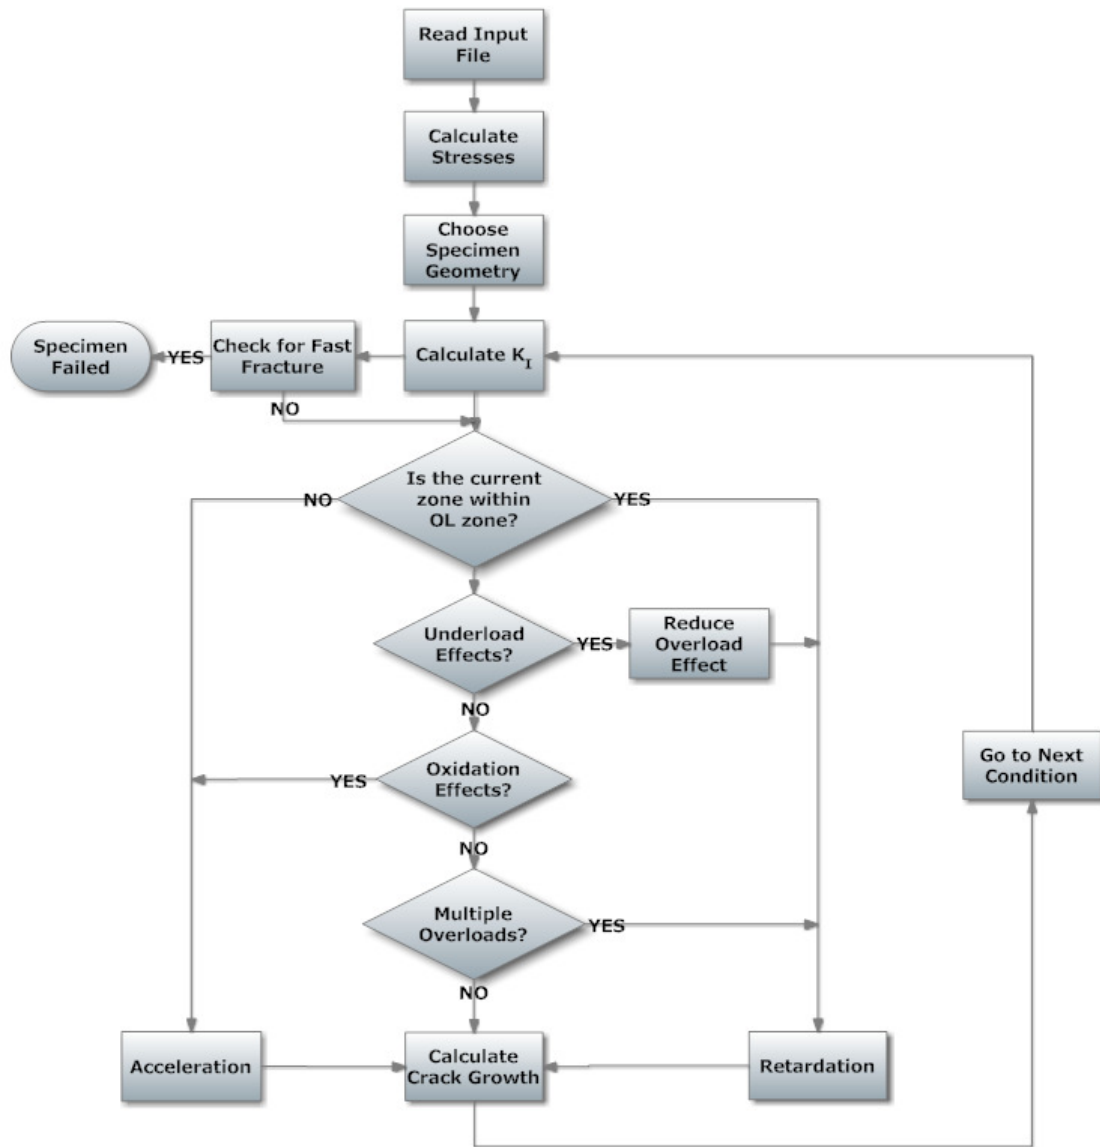 Read Input
File
Calculate
Stresses
Choose
Specimen
Geometry
Specimen
Failed
YES
Check for Fast
Fracture
Calculate K_I
NO
NO
Is the current
zone within
OL zone?
YES
Underload
Effects?
YES
Reduce
Overload
Effect
NO
YES
Oxidation
Effects?
Go to Next
Condition
NO
Multiple
Overloads?
YES
NO
Acceleration
Calculate
Crack Growth
Retardation